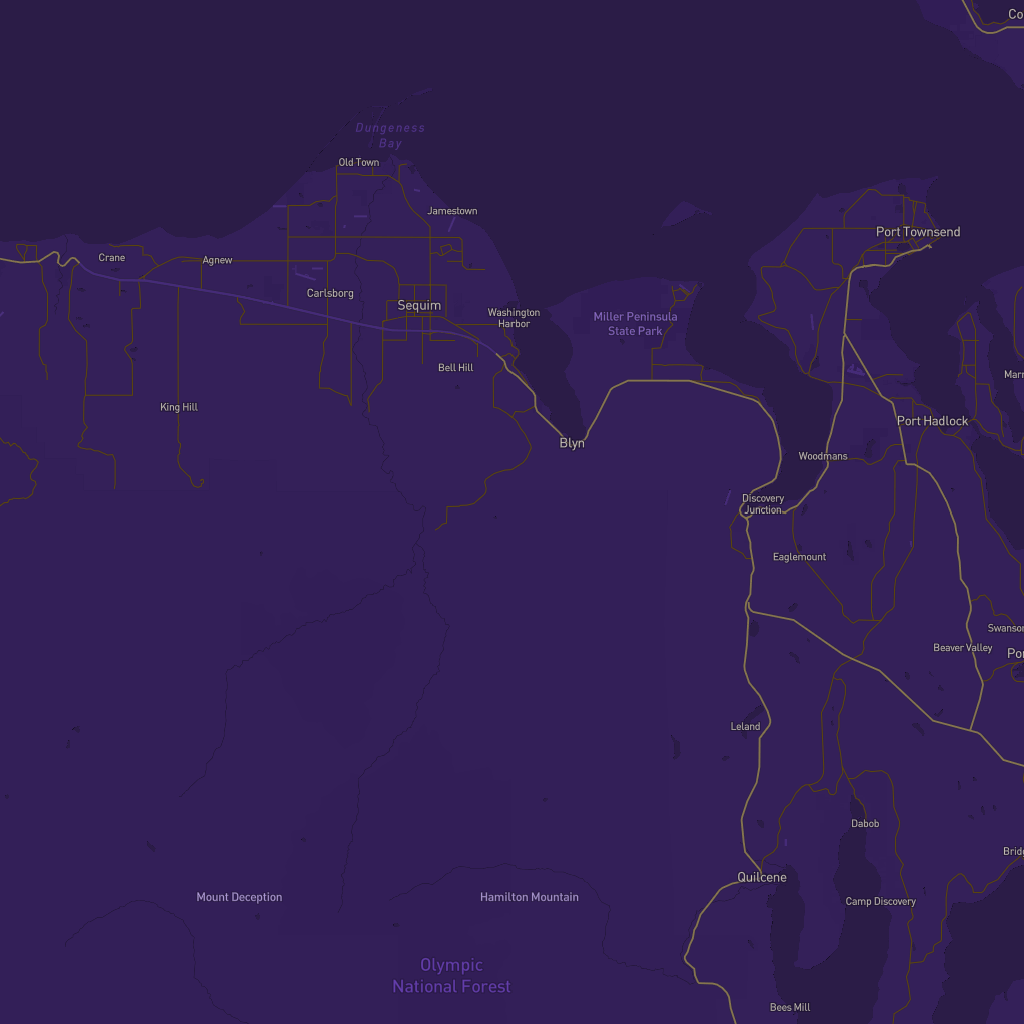 Co
Dungeness
Bay
Old Town
Jamestown
Port Townsend
Crane
Agnew
Carlsborg
Sequim
Washington
Harbor
Miller Peninsula
State Park
Bell Hill
Marr
King Hill
Port Hadlock
Blyn
Woodmans
Discovery
Junction
Eaglemount
Swanson
Beaver Valley
Por
Leland
Dabob
Bridg
Quilcene
Mount Deception
Hamilton Mountain
Camp Discovery
Olympic
National Forest
Bees Mill